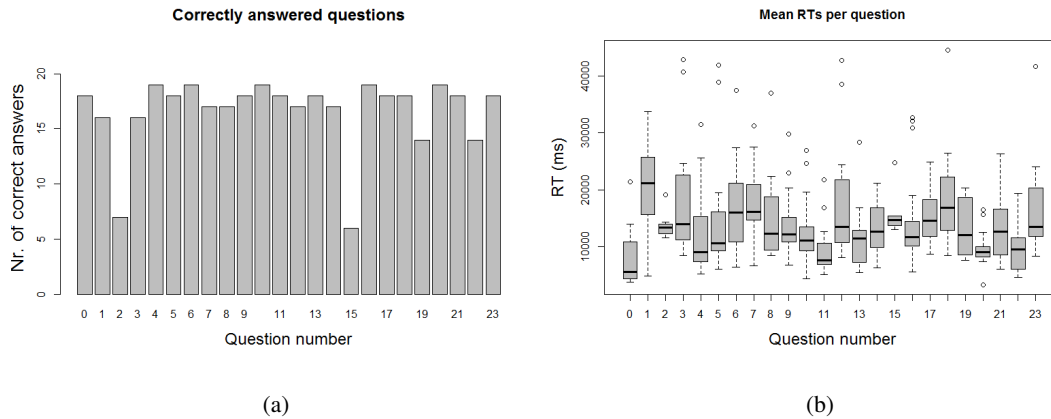 Correctly answered questions
Nr. of correct answers
20
15
10
5
0
0 1 2 3 4 5 6 7 8 9 11 13 15 17 19 21 23
Question number
(a)
Mean RTs per question
RT (ms)
40000
30000
20000
10000
0 1 2 3 4 5 6 7 8 9 11 13 15 17 19 21 23
Question number
(b)